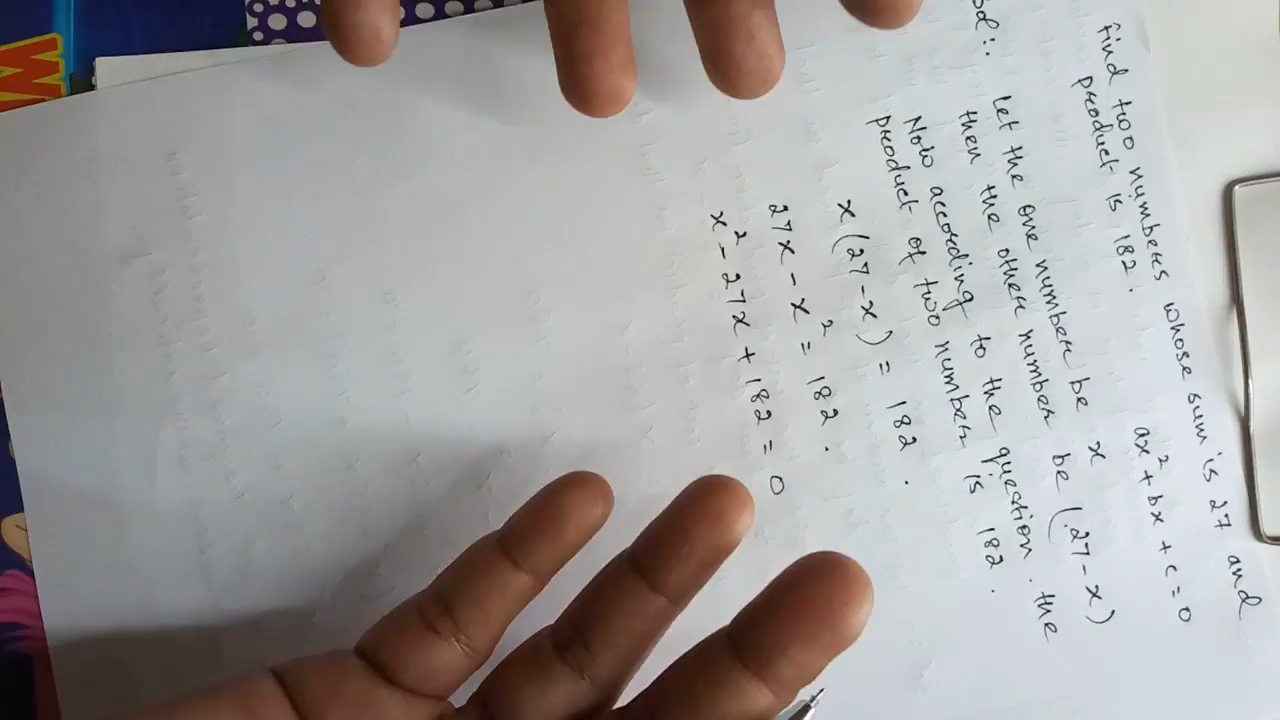 Find two numbers whose sum is 27 and
product is 182.
ax² + bx + c = 0
Let the one number be x
then the other number be (27 - x)
Now according to the question. the
product of two numbers is 182.
x(27 - x) = 182.
27x - x² = 182.
x² - 27x + 182 = 0
W